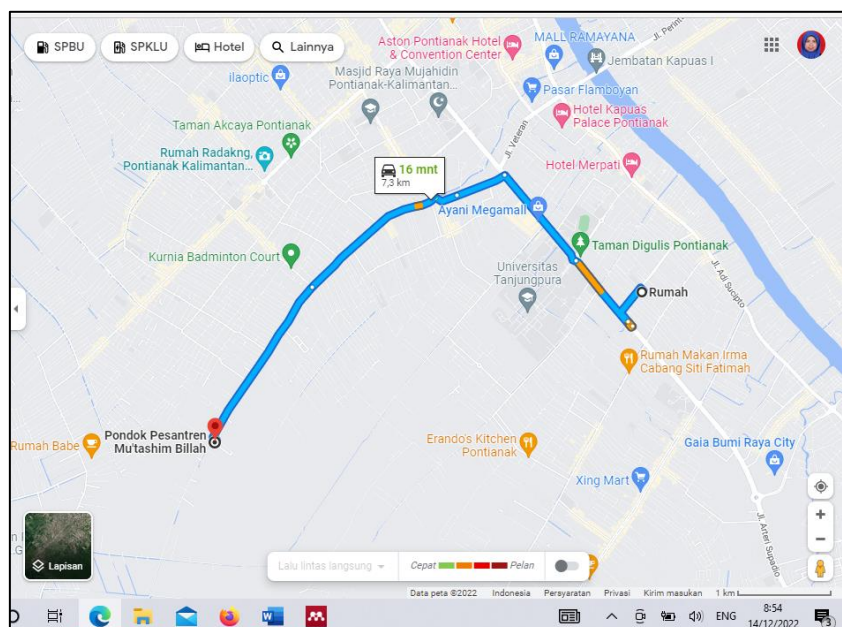 SPBU
SPKLU
Hotel
Lainnya
Aston Pontianak Hotel
& Convention Center
MALL RAMAYANA
Jl. Perint
ilaoptic
Masjid Raya Mujahidin
Pontianak-Kalimantan...
Jembatan Kapuas I
Pasar Flamboyan
Taman Akcaya Pontianak
Hotel Kapuas
Palace Pontianak
Jl. Veteran
Rumah Radakng,
Pontianak Kalimantan...
Hotel Merpati
16 mnt
7,3 km
Ayani Megamall
Kurnia Badminton Court
Taman Digulis Pontianak
Universitas
Tanjungpura
Jl. Adi Sucipto
Rumah
Rumah Makan Irma
Cabang Siti Fatimah
Pondok Pesantren
Mu'tashim Billah
Rumah Babe
Erando's Kitchen
Pontianak
Gaia Bumi Raya City
Xing Mart
Jl. Arteri Supadio
Lapisan
Lalu lintas langsung
Cepat
Pelan
Data peta ©2022
Indonesia
Persyaratan
Privasi
Kirim masukan
1 km
ENG
8:54
14/12/2022
3